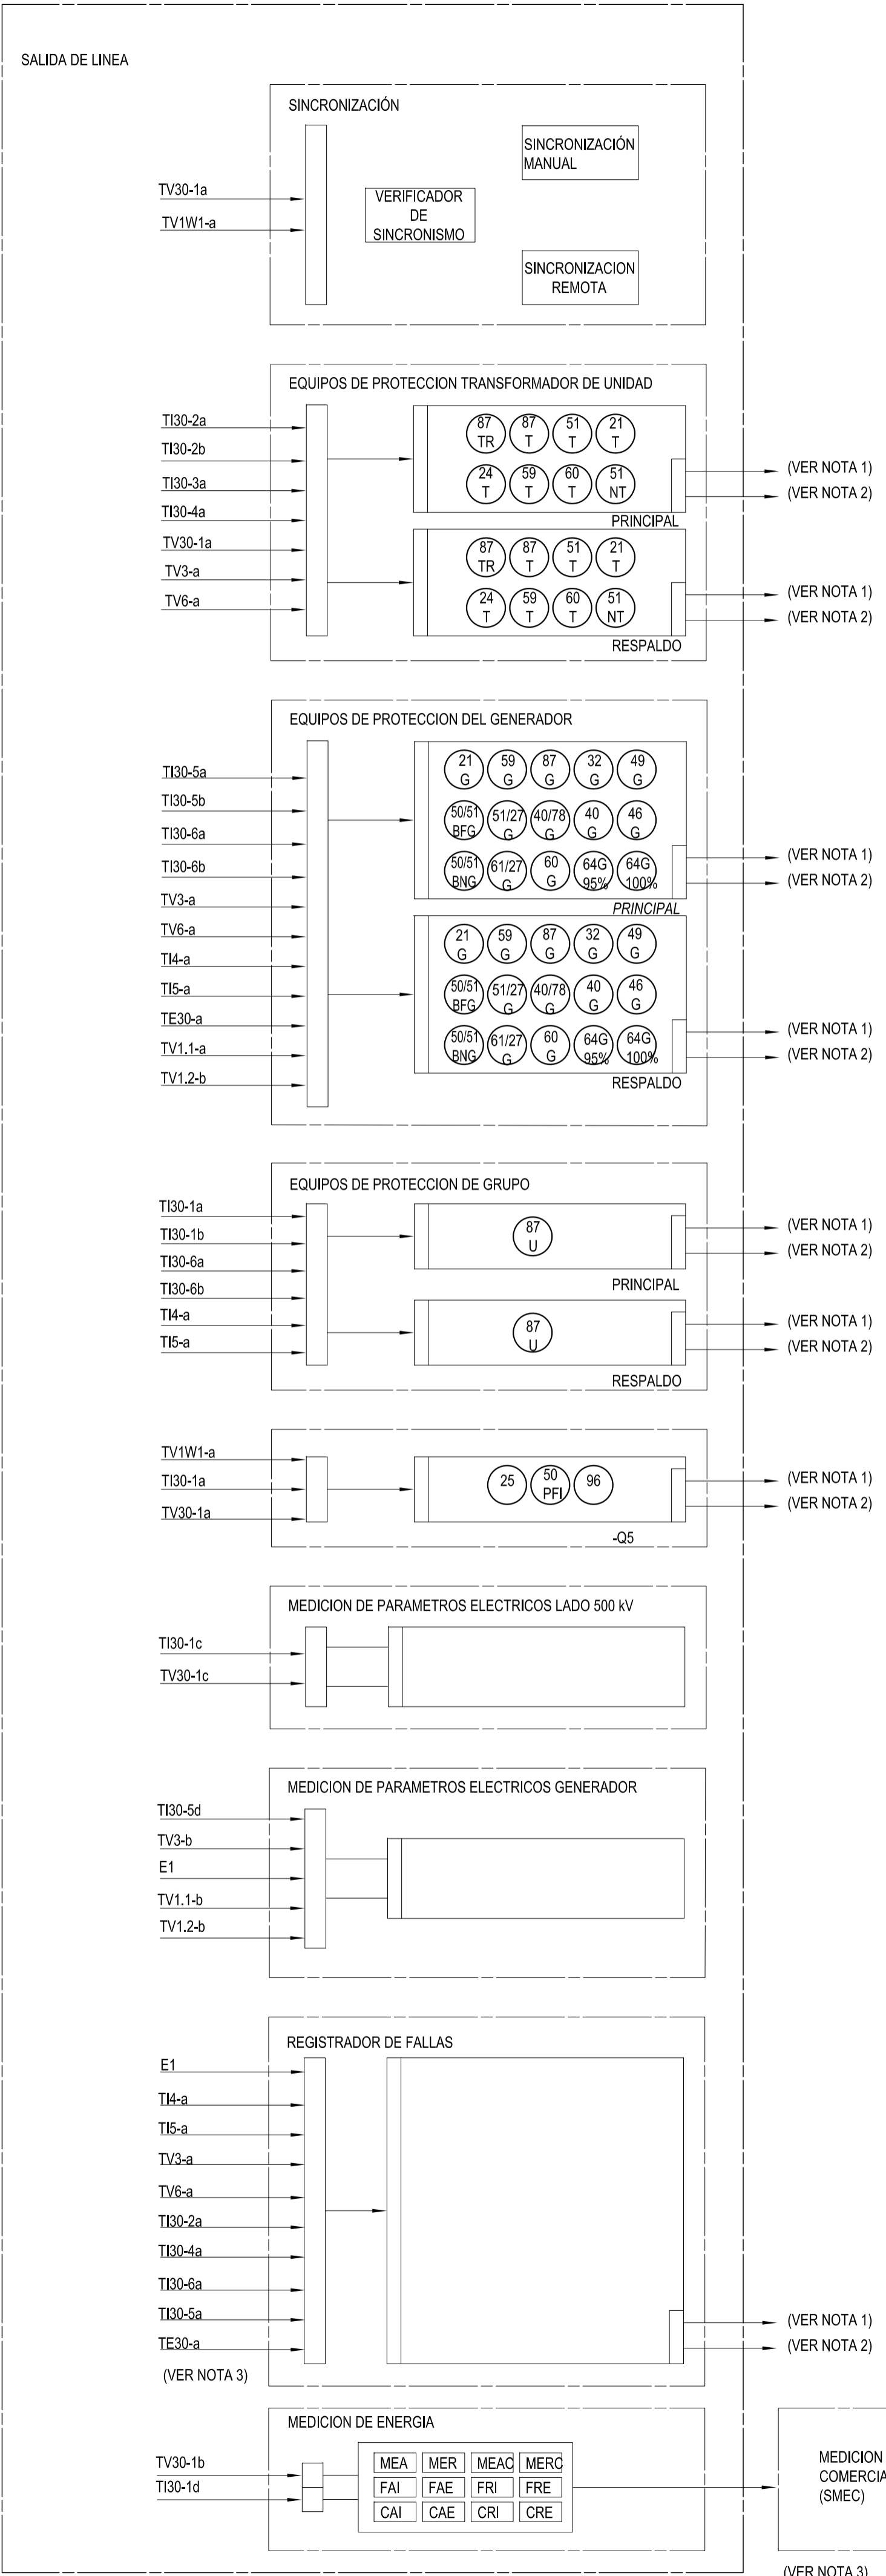 SALIDA DE LINEA
SINCRONIZACIÓN
SINCRONIZACIÓN
MANUAL
TV30-1a
TV1W1-a
VERIFICADOR
DE
SINCRONISMO
SINCRONIZACION
REMOTA
EQUIPOS DE PROTECCION TRANSFORMADOR DE UNIDAD
TI30-2a
TI30-2b
TI30-3a
TI30-4a
TV30-1a
TV3-a
TV6-a
87 87 51 21
TR T T T
24 59 60 51
T T T NT
PRINCIPAL
(VER NOTA 1)
(VER NOTA 2)
87 87 51 21
TR T T T
24 59 60 51
T T T NT
RESPALDO
(VER NOTA 1)
(VER NOTA 2)
EQUIPOS DE PROTECCION DEL GENERADOR
TI30-5a
TI30-5b
TI30-6a
TI30-6b
TV3-a
TV6-a
TI4-a
TI5-a
TE30-a
TV1.1-a
TV1.2-b
21 59 87 32 49
G G G G G
50/51 51/27 40/78 40 46
BFG G G G G
50/51 61/27 60 64G 64G
BNG G G 95% 100%
PRINCIPAL
(VER NOTA 1)
(VER NOTA 2)
21 59 87 32 49
G G G G G
50/51 51/27 40/78 40 46
BFG G G G G
50/51 61/27 60 64G 64G
BNG G G 95% 100%
RESPALDO
(VER NOTA 1)
(VER NOTA 2)
EQUIPOS DE PROTECCION DE GRUPO
TI30-1a
TI30-1b
TI30-6a
TI30-6b
TI4-a
TI5-a
87
U
PRINCIPAL
(VER NOTA 1)
(VER NOTA 2)
87
U
RESPALDO
(VER NOTA 1)
(VER NOTA 2)
TV1W1-a
TI30-1a
TV30-1a
25 50 96
PFI
-Q5
(VER NOTA 1)
(VER NOTA 2)
MEDICION DE PARAMETROS ELECTRICOS LADO 500 kV
TI30-1c
TV30-1c
MEDICION DE PARAMETROS ELECTRICOS GENERADOR
TI30-5d
TV3-b
E1
TV1.1-b
TV1.2-b
REGISTRADOR DE FALLAS
E1
TI4-a
TI5-a
TV3-a
TV6-a
TI30-2a
TI30-4a
TI30-6a
TI30-5a
TE30-a
(VER NOTA 3)
(VER NOTA 1)
(VER NOTA 2)
MEDICION DE ENERGIA
TV30-1b
TI30-1d
MEA MER MEAC MERC
FAI FAE FRI FRE
CAI CAE CRI CRE
MEDICION
COMERCIA
(SMEC)
(VER NOTA 3)